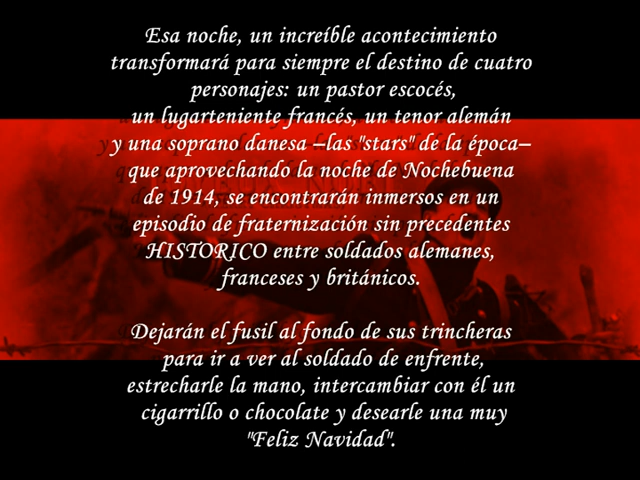 Esa noche, un increíble acontecimiento
transformará para siempre el destino de cuatro
personajes: un pastor escocés,
un lugarteniente francés, un tenor alemán
y una soprano danesa –las "stars" de la época–
que aprovechando la noche de Nochebuena
de 1914, se encontrarán inmersos en un
episodio de fraternización sin precedentes
HISTORICO entre soldados alemanes,
franceses y británicos.
Dejarán el fusil al fondo de sus trincheras
para ir a ver al soldado de enfrente,
estrecharle la mano, intercambiar con él un
cigarrillo o chocolate y desearle una muy
"Feliz Navidad".